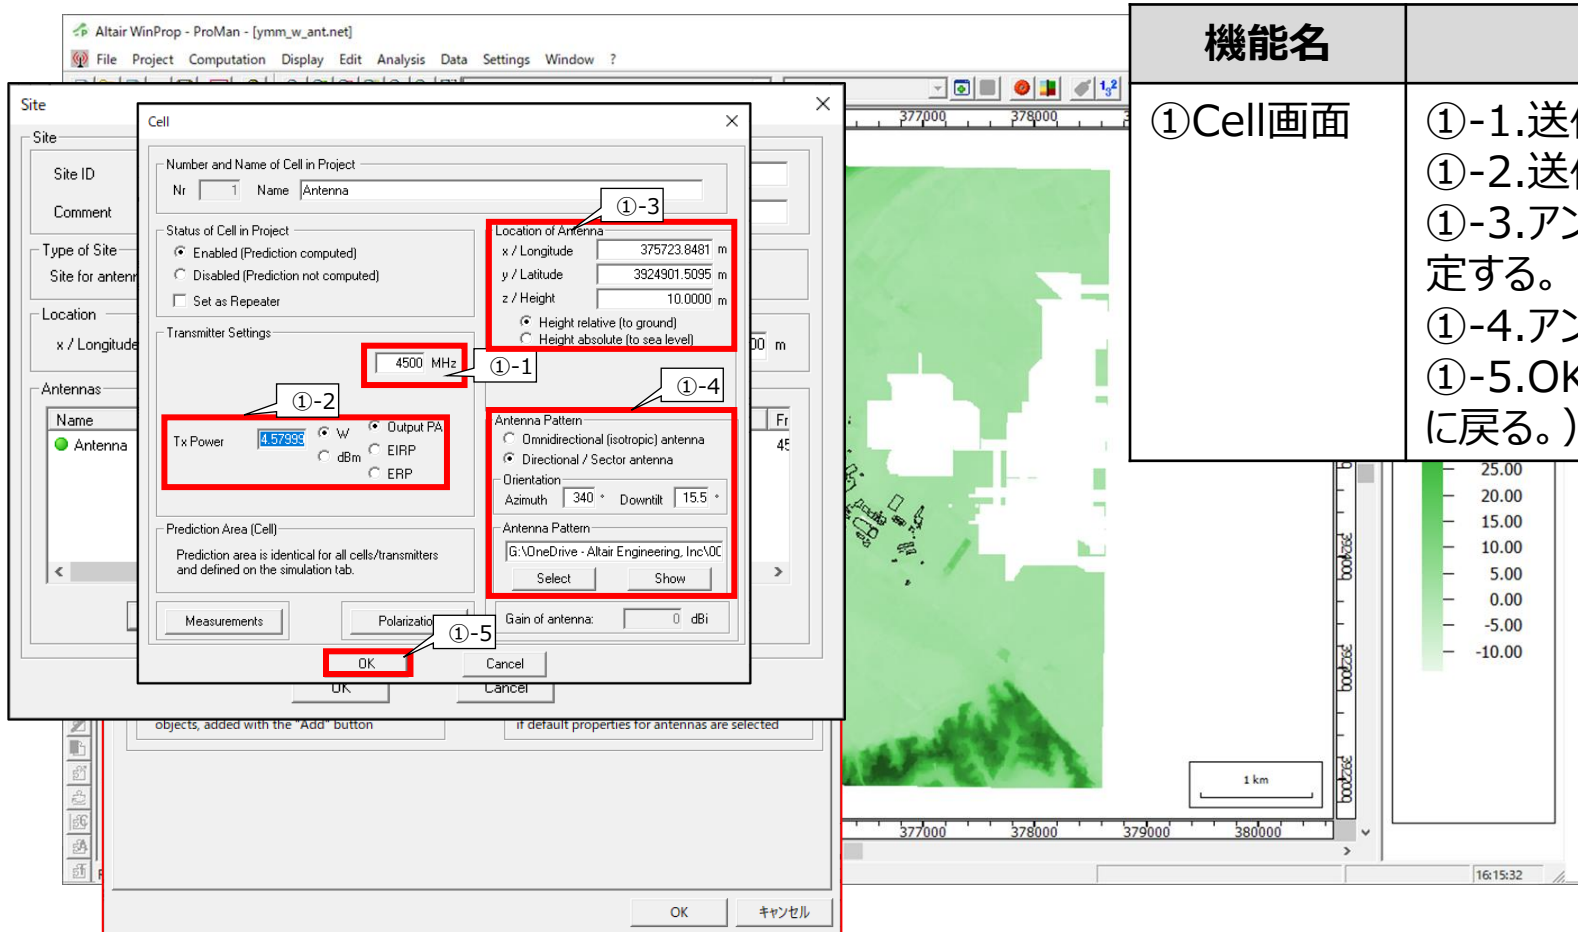 Altair WinProp - ProMan - [ymm_w_ant.net]
File Project Computation Display Edit Analysis Data Settings Window ?
Site
Site
Site ID
Comment
Type of Site
Site for
Location
x / Longitude
m
Antennas
Name
Antenna
OK
Cancel
Cell
Number and Name of Cell in Project
Nr 1 Name Antenna
Status of Cell in Project
Enabled (Prediction computed)
Disabled (Prediction not computed)
Set as Repeater
①-3
Location of Antenna
x / Longitude 375723.8481 m
y / Latitude 3924901.5095 m
z / Height 10.0000 m
Height relative (to ground)
Height absolute (to sea level)
Transmitter Settings
4500 MHz
①-1
①-2
Tx Power 4.57999 W Output PA
dBm EIRP
ERP
①-4
Antenna Pattern
Omnidirectional (isotropic) antenna
Directional / Sector antenna
Orientation
Azimuth 340 ° Downtilt 15.5 °
Antenna Pattern
G:\OneDrive - Altair Engineering, Inc\00
Select Show
Prediction Area (Cell)
Prediction area is identical for all cells/transmitters
and defined on the simulation tab.
Measurements
Gain of antenna: 0 dBi
①-5
OK Cancel
objects, added with the "Add" button
if default properties for antennas are selected
OK キャンセル
377000 378000
377000 378000 379000 380000
3924000
3923000
3922000
1 km
25.00
20.00
15.00
10.00
5.00
0.00
-5.00
-10.00
16:15:32
機能名
①Cell画面
①-1.送
①-2.送
①-3.アン
定する。
①-4.アン
①-5.OK
に戻る。)